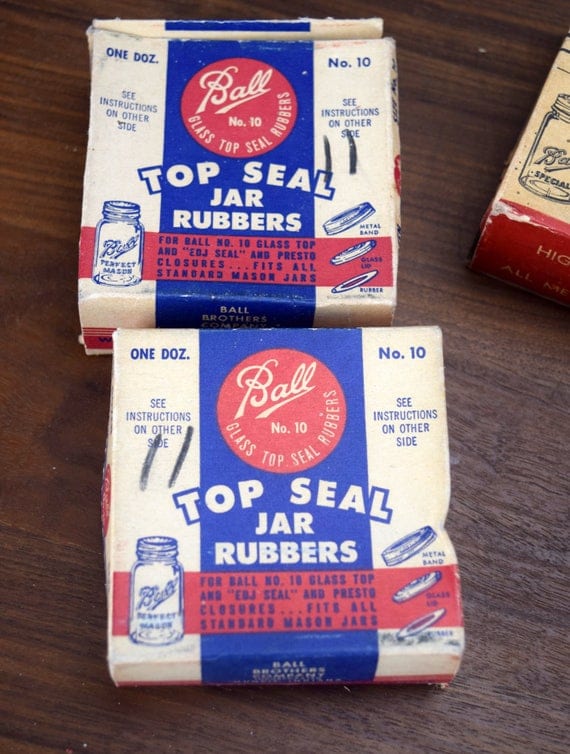 ONE DOZ.
No. 10
SEE
INSTRUCTIONS
ON OTHER
SIDE
Ball
No. 10
GLASS TOP SEAL RUBBERS
SEE
INSTRUCTIONS
ON OTHER
SIDE
11
TOP SEAL
JAR
RUBBERS
Ball
PERFECT
MASON
FOR BALL NO. 10 GLASS TOP
AND "EDJ SEAL" AND PRESTO
CLOSURES...FITS ALL
STANDARD MASON JARS
METAL
BAND
GLASS
LID
RUBBER
BALL
BROTHERS
COMPANY
ONE DOZ.
No. 10
SEE
INSTRUCTIONS
ON OTHER
SIDE
Ball
No. 10
GLASS TOP SEAL RUBBERS
SEE
INSTRUCTIONS
ON OTHER
SIDE
11
TOP SEAL
JAR
RUBBERS
Ball
PERFECT
MASON
FOR BALL NO. 10 GLASS TOP
AND "EDJ SEAL" AND PRESTO
CLOSURES...FITS ALL
STANDARD MASON JARS
METAL
BAND
GLASS
LID
RUBBER
BALL
BROTHERS
COMPANY
SPECIAL
ALL